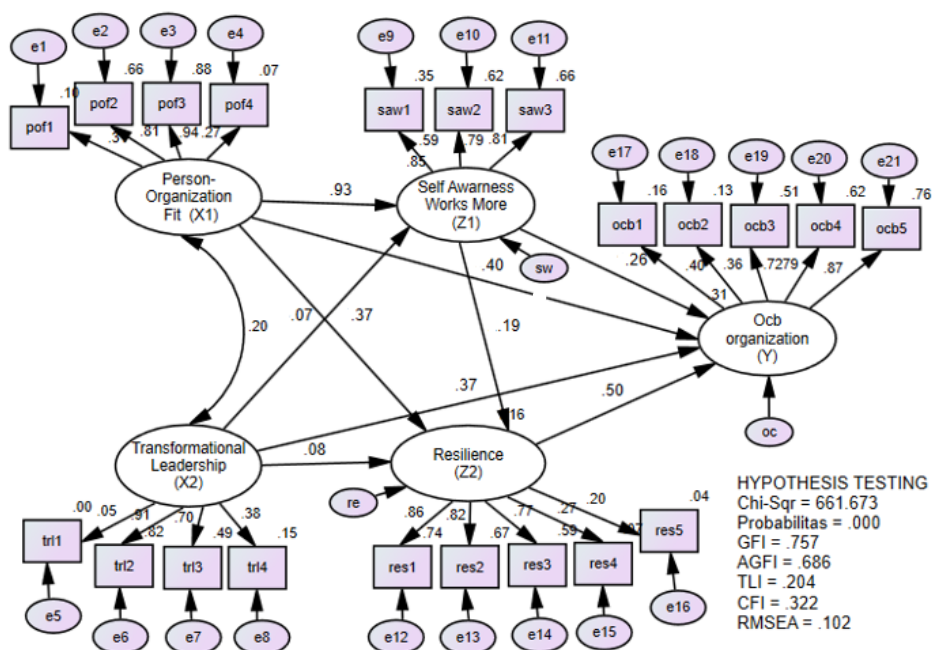 e1
e2
e3
e4
e9
e10
e11
.10
.66
.88
.07
.35
.62
.66
pof1
pof2
pof3
pof4
saw1
saw2
saw3
.81
.94
.27
.59
.79
.81
.85
e17
e18
e19
e20
e21
.16
.13
.51
.62
.76
ocb1
ocb2
ocb3
ocb4
ocb5
Person-
Organization
Fit (X1)
.93
Self Awarness
Works More
(Z1)
sw
.26
.40
.36
.7279
.87
.40
.31
Ocb
organization
(Y)
.20
.07
.37
.19
.37
.50
oc
Transformational
Leadership
(X2)
.08
.16
Resilience
(Z2)
re
.00
.05
.91
.82
.70
.49
.38
.15
trl1
trl2
trl3
trl4
e5
e6
e7
e8
.86
.74
.82
.67
.77
.59
.27
.20
.04
res1
res2
res3
res4
res5
e12
e13
e14
e15
e16
HYPOTHESIS TESTING
Chi-Sqr = 661.673
Probabilitas = .000
GFI = .757
AGFI = .686
TLI = .204
CFI = .322
RMSEA = .102